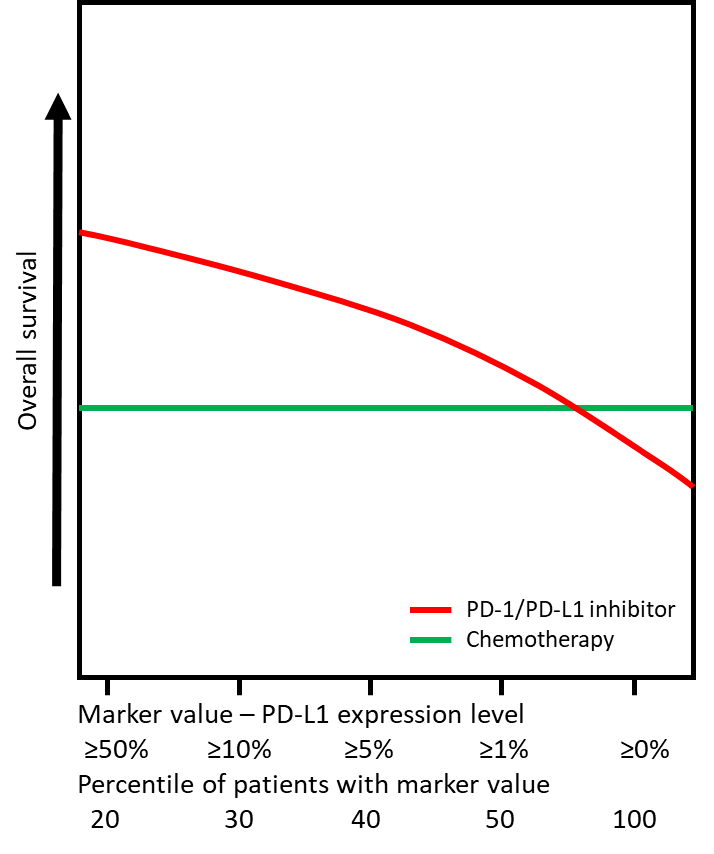 Overall survival
PD-1/PD-L1 inhibitor
Chemotherapy
Marker value – PD-L1 expression level
≥50% ≥10% ≥5% ≥1% ≥0%
Percentile of patients with marker value
20 30 40 50 100